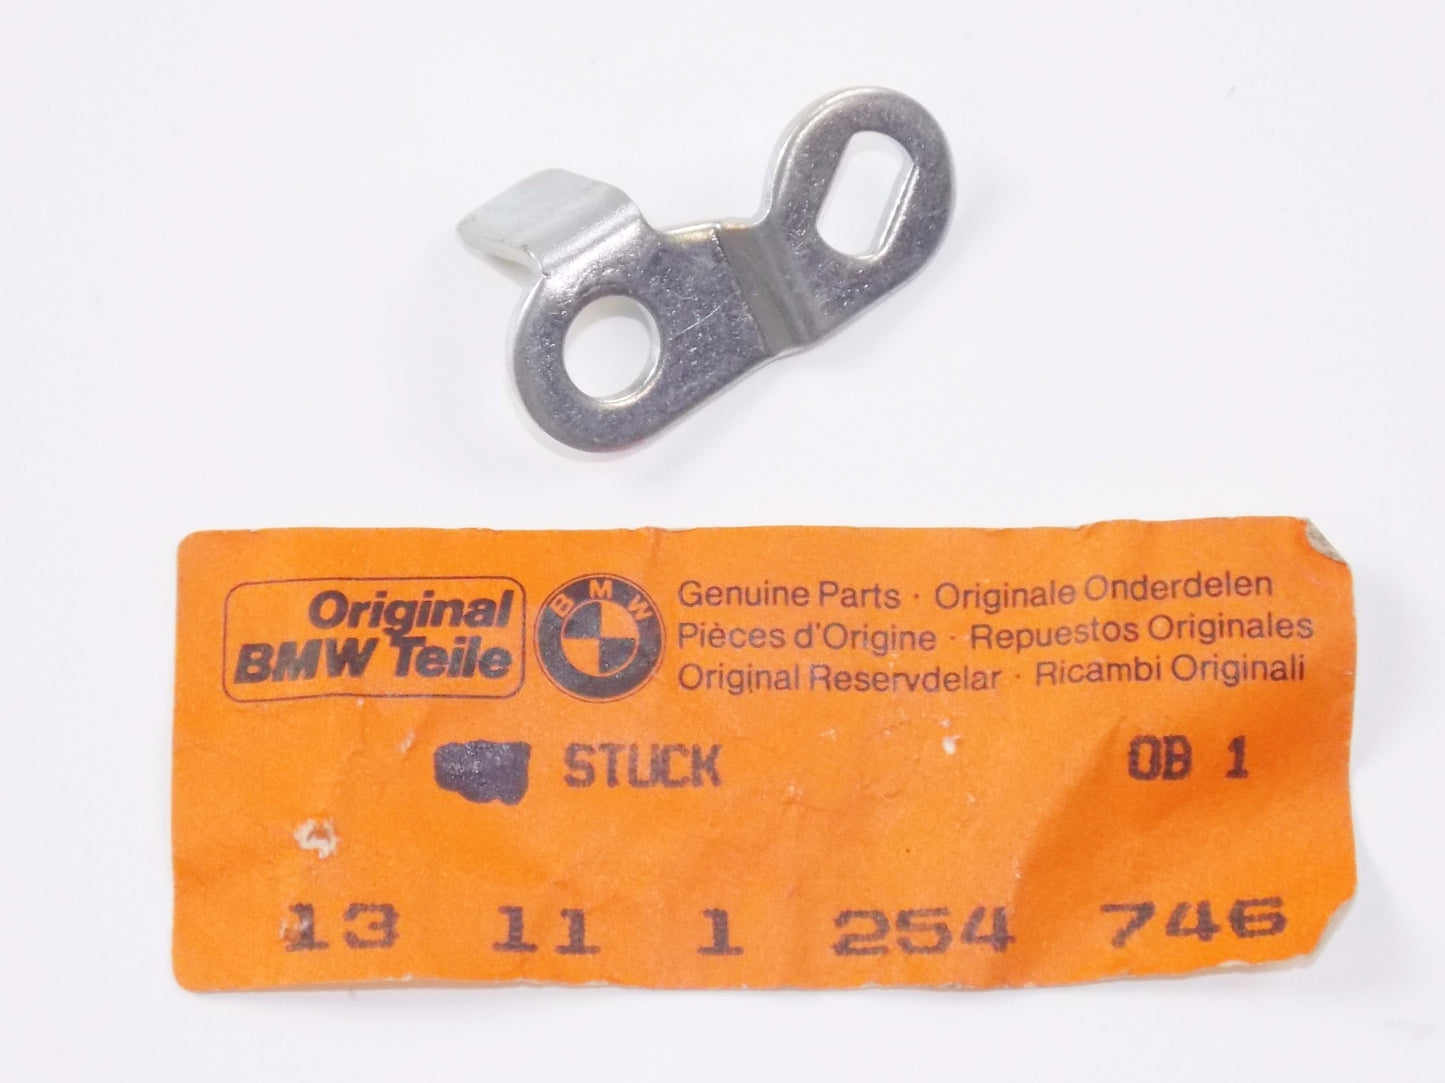 Original
BMW Teile
BMW
Genuine Parts · Originale Onderdelen
Pièces d'Origine · Repuestos Originales
Original Reservdelar · Ricambi Originali
STUCK OB 1
13 11 1 254 746